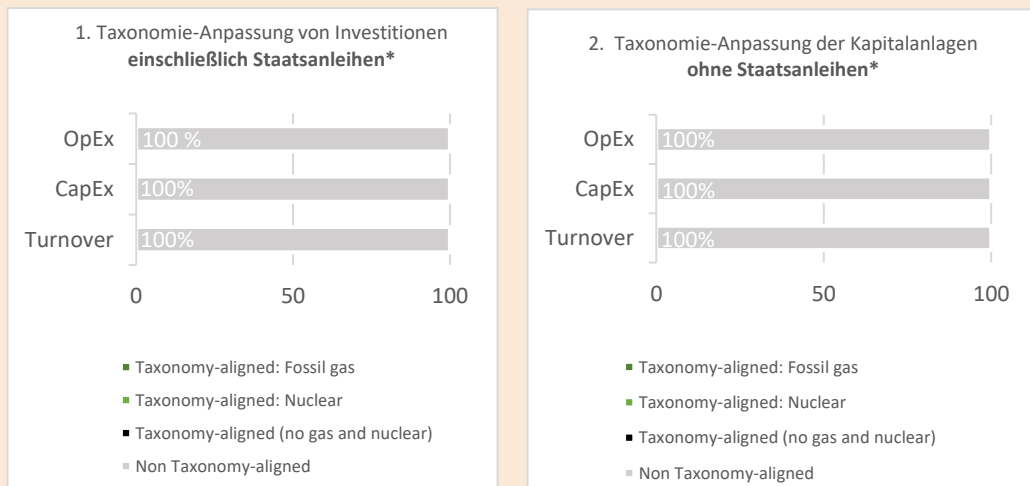 1. Taxonomie-Anpassung von Investitionen
einschließlich Staatsanleihen*
OpEx
100 %
CapEx
100%
Turnover
100%
0
50
100
Taxonomy-aligned: Fossil gas
Taxonomy-aligned: Nuclear
Taxonomy-aligned (no gas and nuclear)
Non Taxonomy-aligned
2. Taxonomie-Anpassung der Kapitalanlagen
ohne Staatsanleihen*
OpEx
100%
CapEx
100%
Turnover
100%
0
50
100
Taxonomy-aligned: Fossil gas
Taxonomy-aligned: Nuclear
Taxonomy-aligned (no gas and nuclear)
Non Taxonomy-aligned